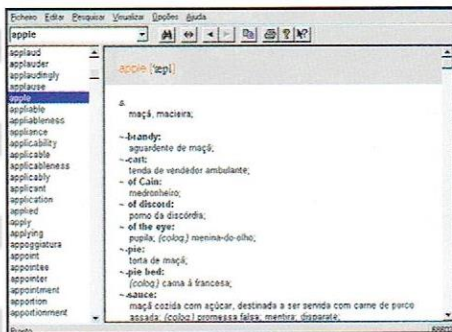 Ficheiro Editar Pesquisar Visualizar Opções Ajuda
apple
applaud
applauder
applaudingly
applause
apple
appliable
appliableness
appliance
applicability
applicable
applicableness
applicably
applicant
application
applied
apply
applying
appoggiatura
appoint
appointee
appointer
appointment
apportion
apportionment
apple ['æpl]
s.
maçã, macieira;
~-brandy:
aguardente de maçã;
~-cart:
tenda de vendedor ambulante;
~ of Cain:
medronheiro;
~ of discord:
pomo da discórdia;
~ of the eye:
pupila; (coloq.) menina-do-olho;
~-pie:
torta de maçã;
~-pie bed:
(coloq.) cama à francesa;
~-sauce:
maçã cozida com açúcar, destinada a ser servida com carne de porco
assada; (coloq.) promessa falsa; mentira; disparate;
Pronto